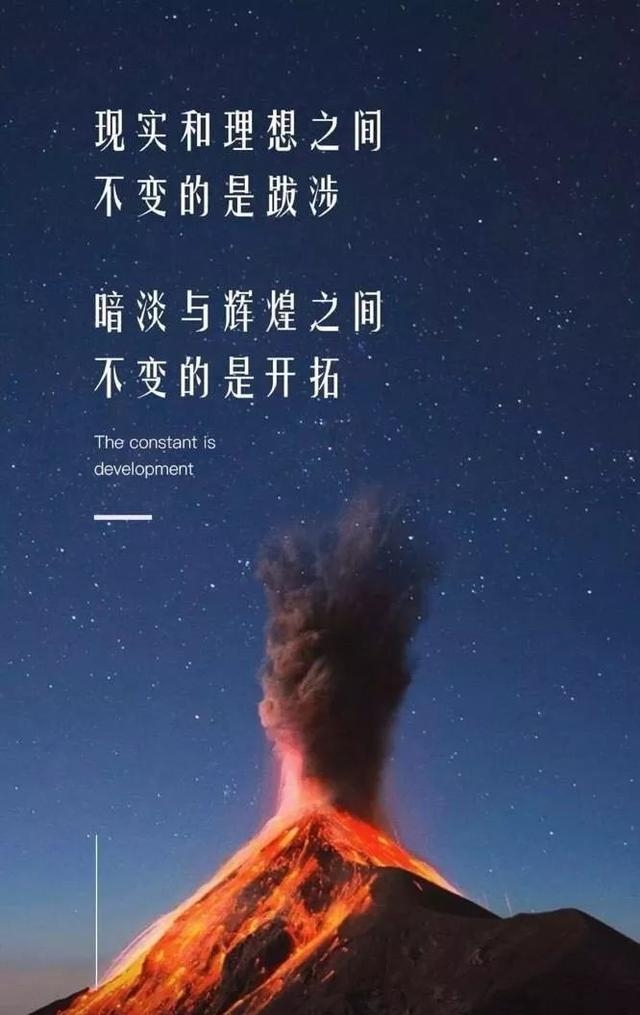 现实和理想之间
不变的是跋涉
暗淡与辉煌之间
不变的是开拓
The constant is
development